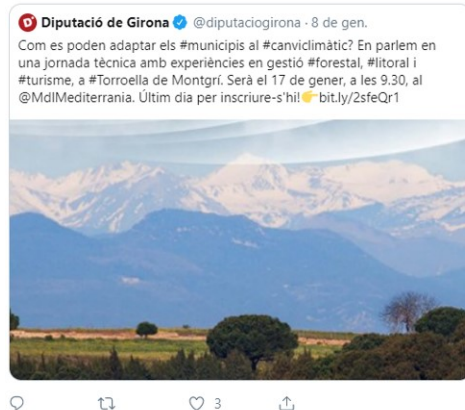 Diputació de Girona @diputaciogirona · 8 de gen.
Com es poden adaptar els #municipis al #canviclimàtic? En parlem en
una jornada tècnica amb experiències en gestió #forestal, #litoral i
#turisme, a #Torroella de Montgrí. Serà el 17 de gener, a les 9.30, al
@MdlMediterrania. Últim dia per inscriure-s'hi!👉bit.ly/2sfeQr1
3